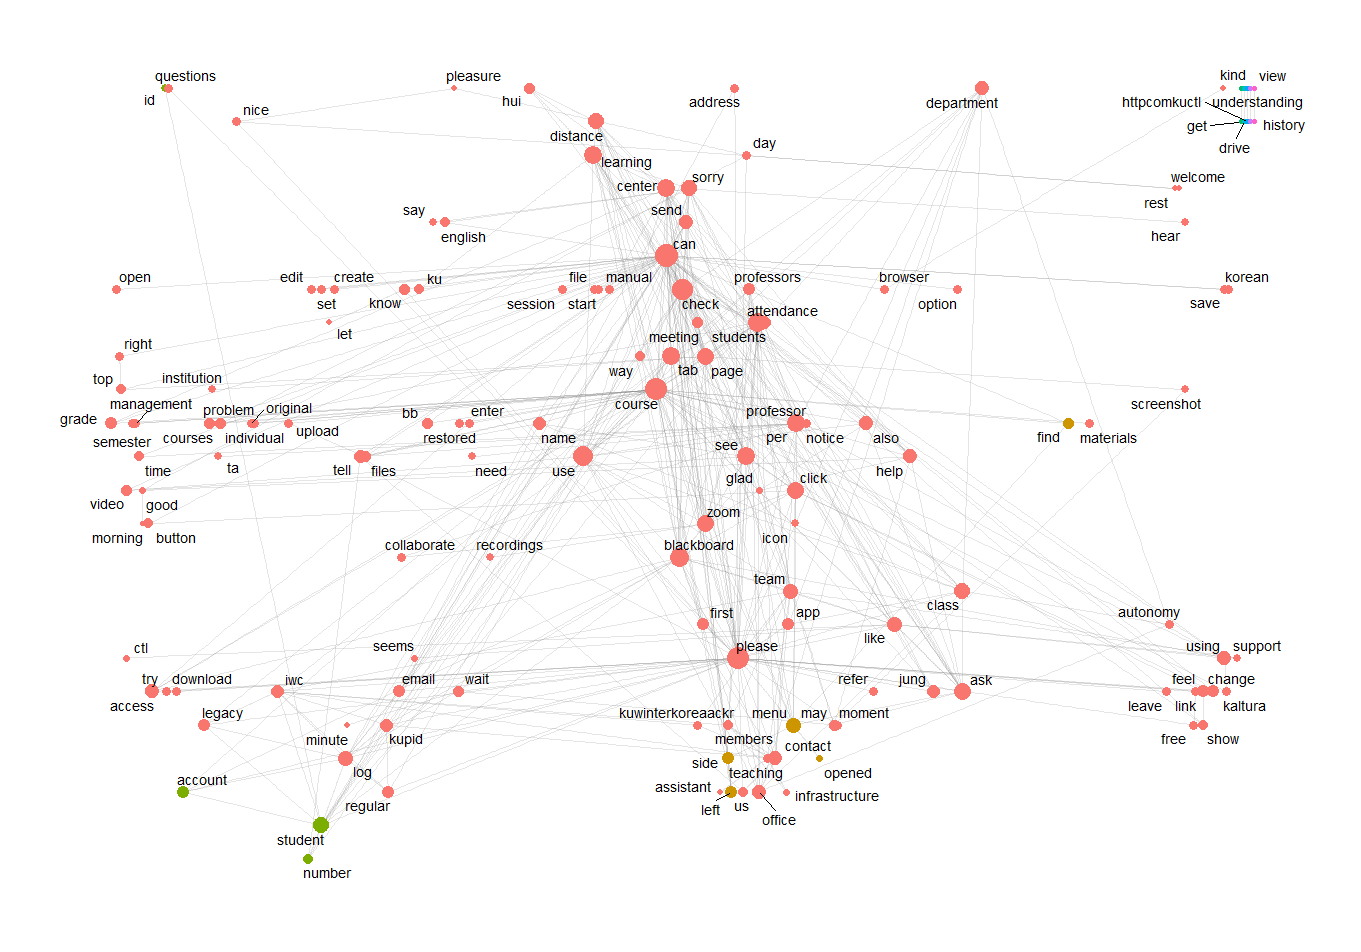 questions
pleasure
kind
view
id
nice
hui
address
department
httpcomkuctl
understanding
get
history
distance
day
drive
learning
center
sorry
welcome
rest
say
send
english
hear
can
open
edit
create
ku
file
manual
professors
browser
korean
set
know
session
start
check
option
save
attendance
let
meeting
students
right
way
tab
page
top
institution
management
problem
original
bb
enter
course
professor
screenshot
grade
semester
courses
individual
upload
restored
name
per
notice
also
find
materials
time
ta
tell
files
need
use
see
help
video
good
glad
click
zoom
morning
button
icon
collaborate
recordings
blackboard
team
class
first
app
autonomy
like
ctl
seems
please
using
support
try
download
iwc
email
wait
refer
jung
ask
feel
change
access
leave
link
kaltura
legacy
minute
kupid
kuwinterkoreaackr
menu
may
moment
members
free
show
contact
side
log
teaching
opened
account
assistant
infrastructure
regular
left
us
office
student
number